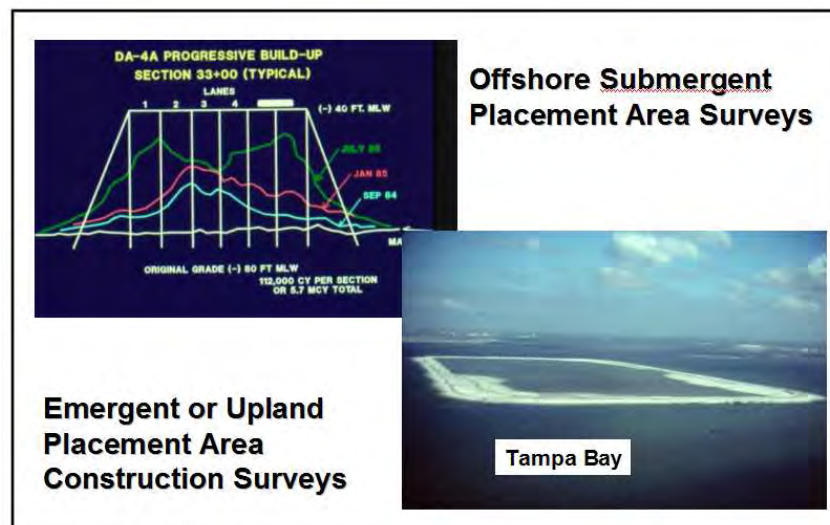 DA-4A PROGRESSIVE BUILD-UP
SECTION 33+00 (TYPICAL)
LANES
1 2 3 4
(-) 40 FT. MLW
JULY 85
JAN 85
SEP 84
ORIGINAL GRADE (-) 80 FT MLW
112,000 CY PER SECTION
OR 5.7 MCY TOTAL
Offshore Submergent
Placement Area Surveys
Emergent or Upland
Placement Area
Construction Surveys
Tampa Bay